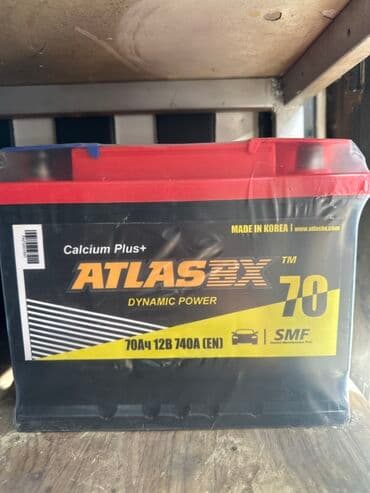 MADE IN KOREA | www.atlasbx.com
Calcium Plus+
ATLASBX ™
DYNAMIC POWER
70
70Ач 12В 740А (EN)
SMF